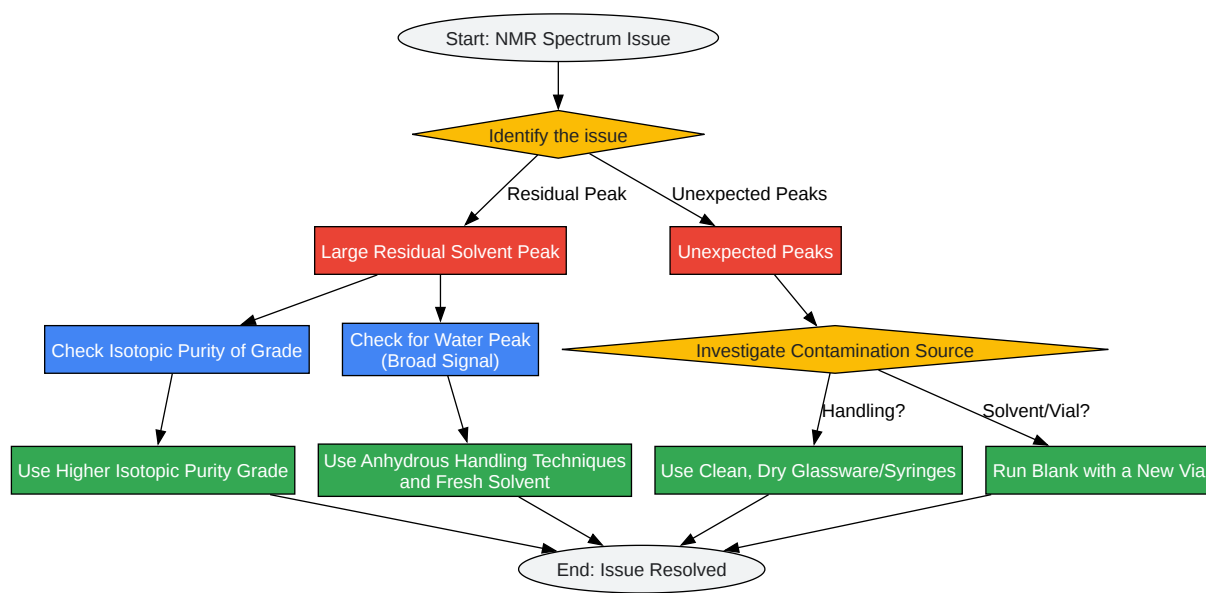 Start: NMR Spectrum Issue
Identify the issue
Residual Peak
Unexpected Peaks
Large Residual Solvent Peak
Unexpected Peaks
Check Isotopic Purity of Grade
Check for Water Peak
(Broad Signal)
Investigate Contamination Source
Handling?
Solvent/Vial?
Use Higher Isotopic Purity Grade
Use Anhydrous Handling Techniques
and Fresh Solvent
Use Clean, Dry Glassware/Syringes
Run Blank with a New Vial
End: Issue Resolved